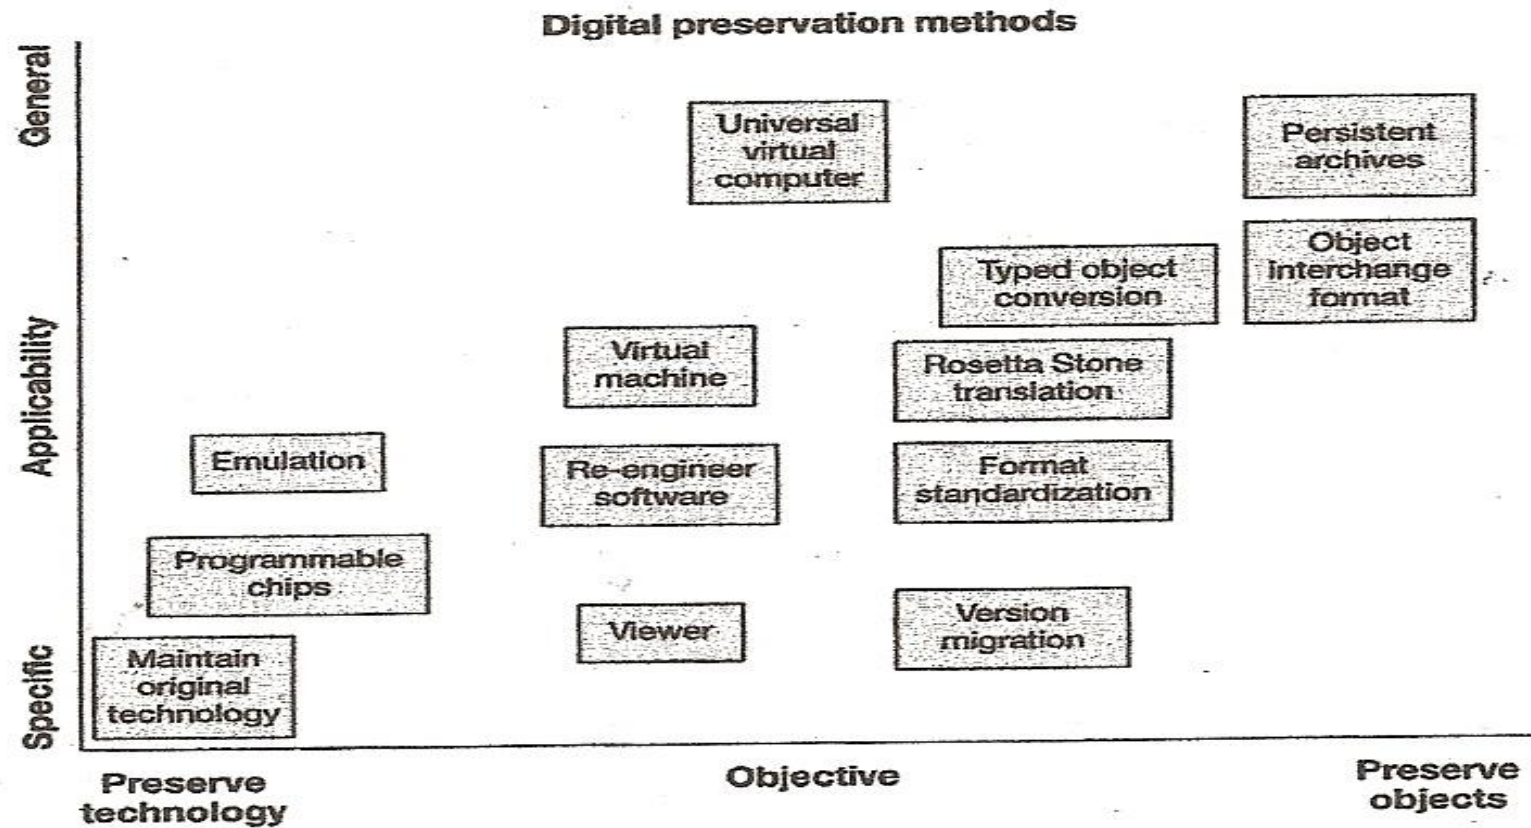 Digital preservation methods
General
Universal
virtual
computer
Persistent
archives
Object
interchange
format
Typed object
conversion
Applicability
Virtual
machine
Rosetta Stone
translation
Emulation
Re-engineer
software
Format
standardization
Programmable
chips
Viewer
Version
migration
Specific
Maintain
original
technology
Preserve
technology
Objective
Preserve
objects